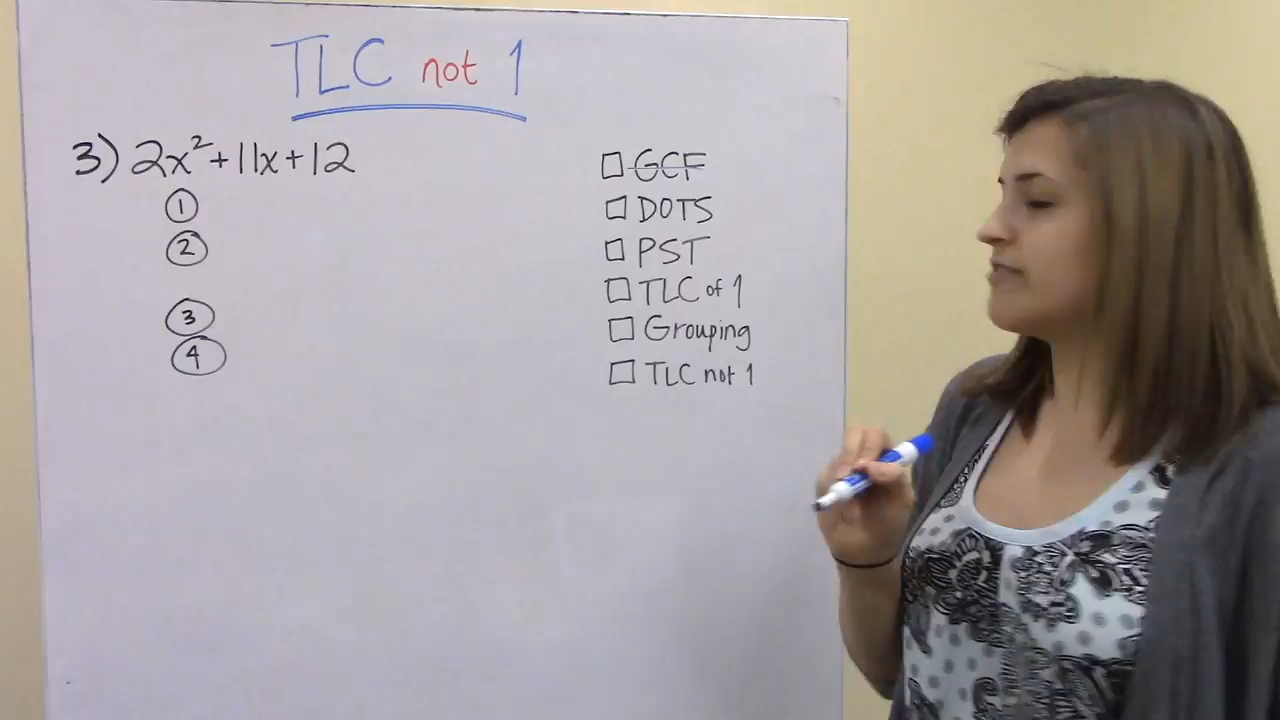 TLC not 1
3) 2x²+11x+12
①
②
③
④
☐ GCF
☐ DOTS
☐ PST
☐ TLC of 1
☐ Grouping
☐ TLC not 1